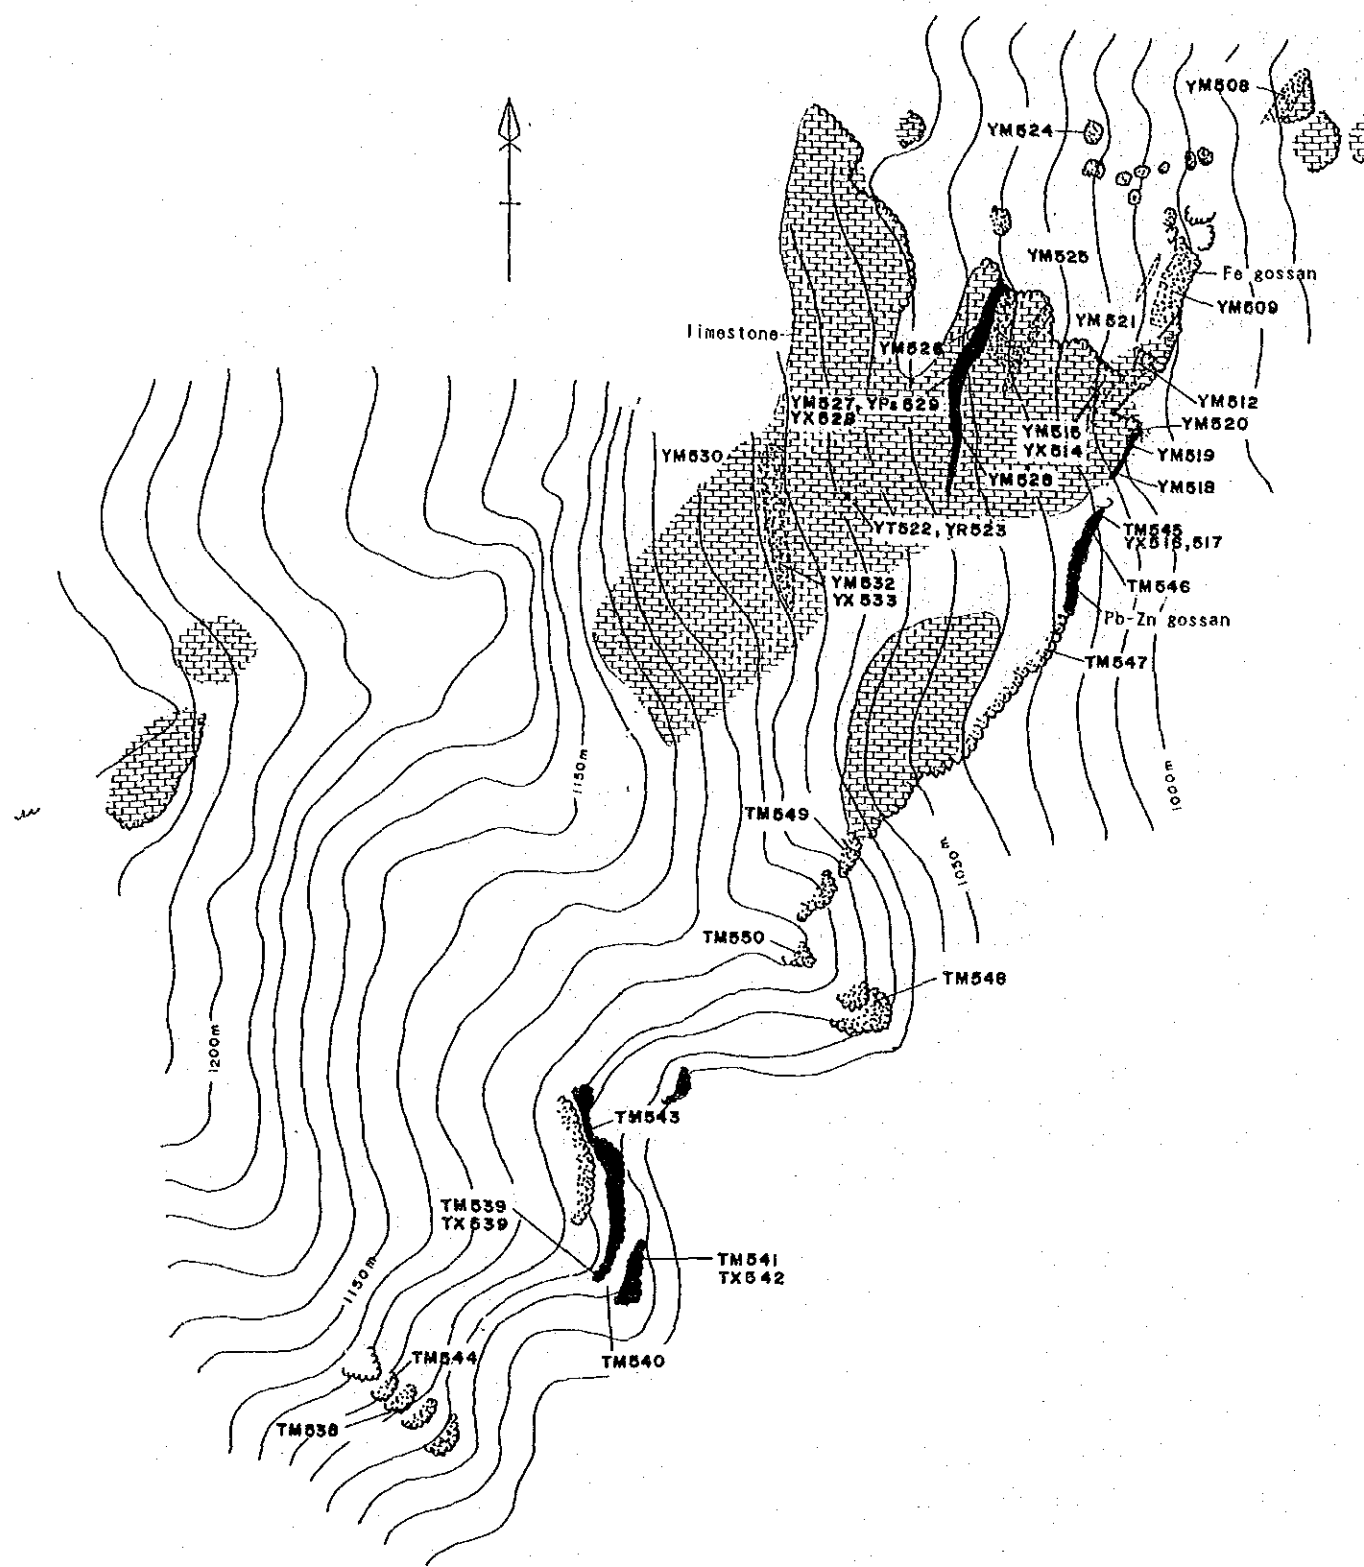 YM508
YM524
YM525
Fe gossan
YM509
YM521
limestone
YM526
YM527, YPs529
YX528
YM512
YM520
YM515
YX514
YM519
YM530
YM528
YM518
YT522, YR523
TM545
YX516,517
YM532
YX533
TM546
Pb-Zn gossan
TM547
1150m
1000m
TM549
1050m
TM550
TM548
1200m
TM543
TM539
TX539
TM541
TX542
1150m
TM544
TM540
TM538